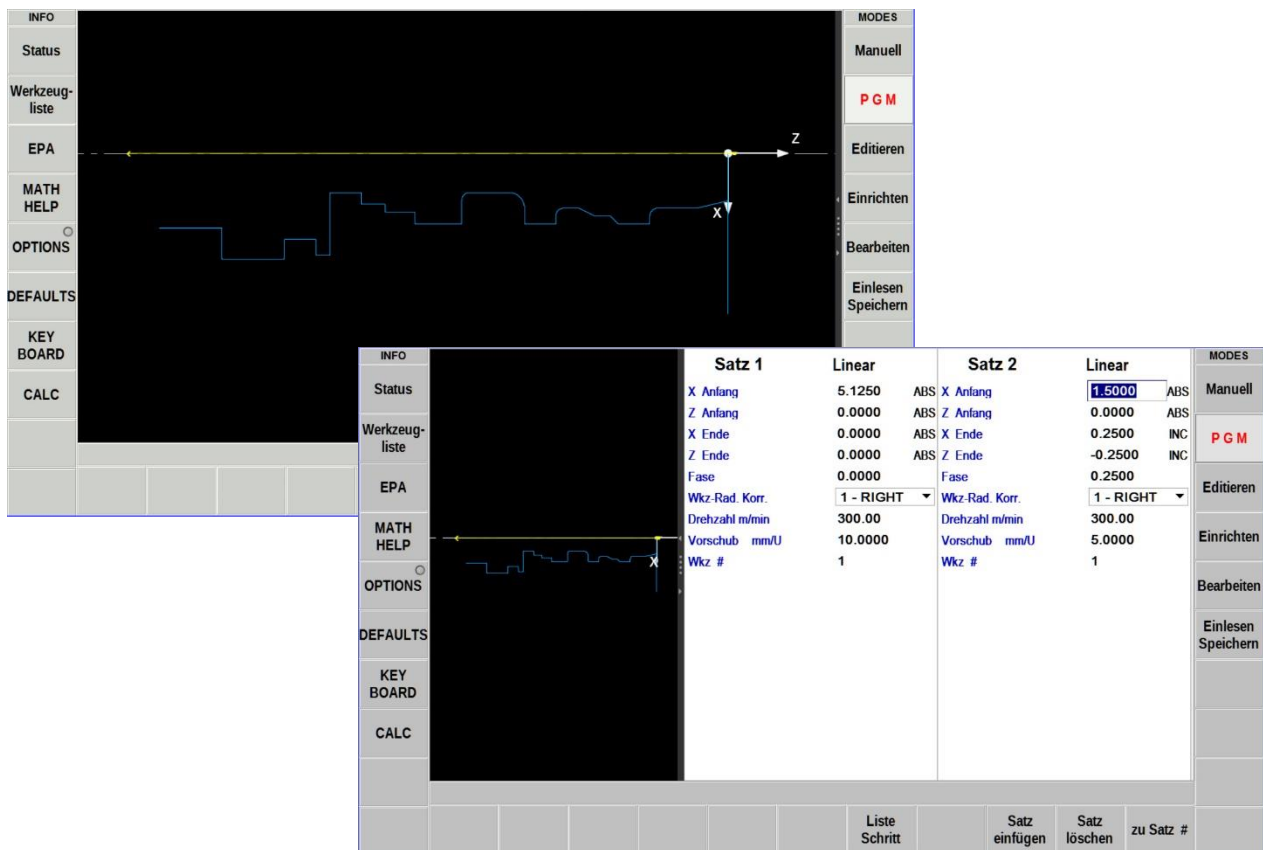 INFO
Status
Werkzeug-
liste
EPA
MATH
HELP
OPTIONS
DEFAULTS
KEY
BOARD
CALC
Z
X
MODES
Manuell
P G M
Editieren
Einrichten
Bearbeiten
Einlesen
Speichern
INFO
Status
Werkzeug-
liste
EPA
MATH
HELP
OPTIONS
DEFAULTS
KEY
BOARD
CALC
X
Satz 1 Linear
X Anfang 5.1250 ABS
Z Anfang 0.0000 ABS
X Ende 0.0000 ABS
Z Ende 0.0000 ABS
Fase 0.0000
Wkz-Rad. Korr. 1 - RIGHT
Drehzahl m/min 300.00
Vorschub mm/U 10.0000
Wkz # 1
Satz 2 Linear
X Anfang 1.5000 ABS
Z Anfang 0.0000 ABS
X Ende 0.2500 INC
Z Ende -0.2500 INC
Fase 0.2500
Wkz-Rad. Korr. 1 - RIGHT
Drehzahl m/min 300.00
Vorschub mm/U 5.0000
Wkz # 1
MODES
Manuell
P G M
Editieren
Einrichten
Bearbeiten
Einlesen
Speichern
Liste
Schritt
Satz
einfügen
Satz
löschen
zu Satz #